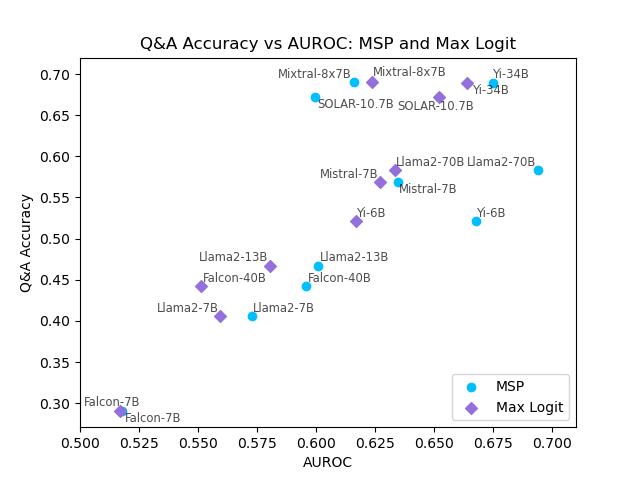 Q&A Accuracy vs AUROC: MSP and Max Logit
Mixtral-8x7B
Mixtral-8x7B
Yi-34B
Yi-34B
SOLAR-10.7B
SOLAR-10.7B
Llama2-70B
Llama2-70B
Mistral-7B
Mistral-7B
Yi-6B
Yi-6B
Llama2-13B
Llama2-13B
Falcon-40B
Falcon-40B
Llama2-7B
Llama2-7B
Falcon-7B
Falcon-7B
0.70
0.65
0.60
0.55
0.50
0.45
0.40
0.35
0.30
Q&A Accuracy
MSP
Max Logit
0.500
0.525
0.550
0.575
0.600
0.625
0.650
0.675
0.700
AUROC